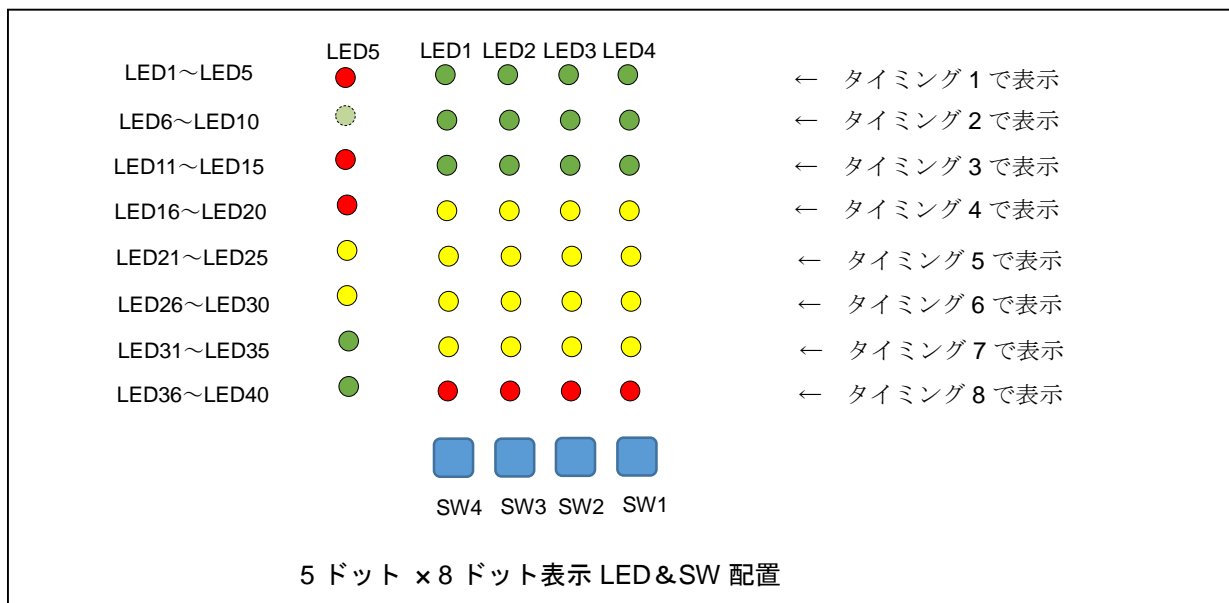 LED5 LED1 LED2 LED3 LED4
LED1～LED5 ← タイミング 1 で表示
LED6～LED10 ← タイミング 2 で表示
LED11～LED15 ← タイミング 3 で表示
LED16～LED20 ← タイミング 4 で表示
LED21～LED25 ← タイミング 5 で表示
LED26～LED30 ← タイミング 6 で表示
LED31～LED35 ← タイミング 7 で表示
LED36～LED40 ← タイミング 8 で表示
SW4 SW3 SW2 SW1
5 ドット ×8 ドット表示 LED＆SW 配置